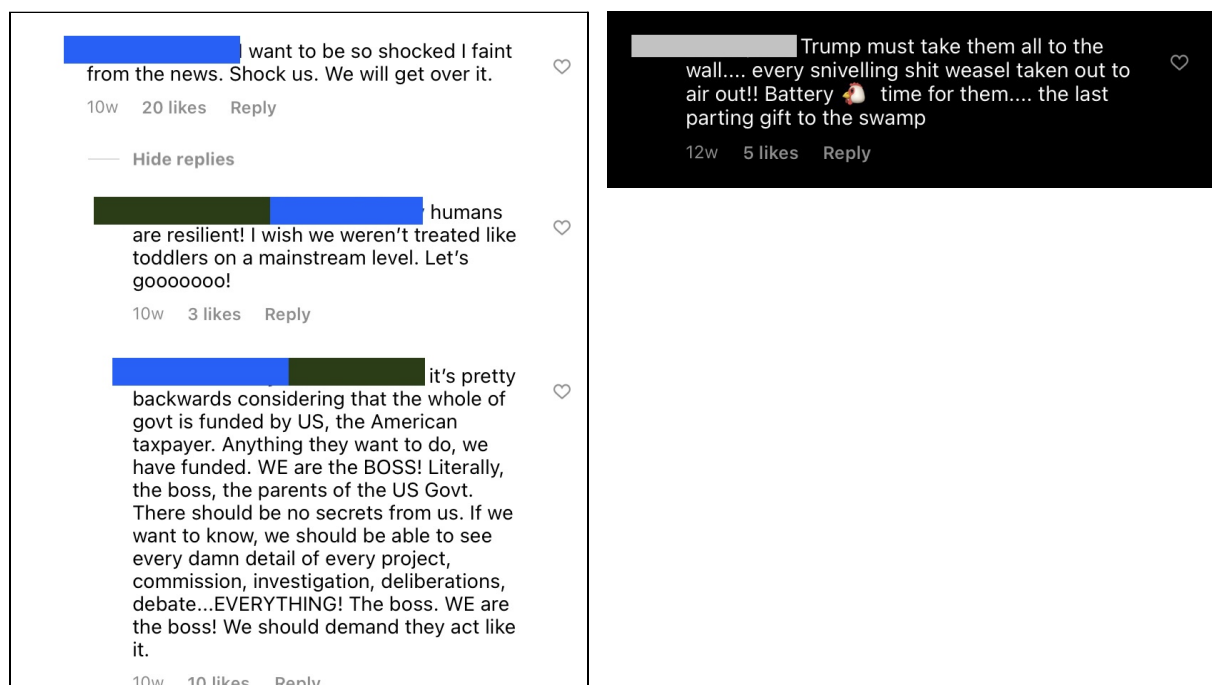 I want to be so shocked I faint
from the news. Shock us. We will get over it.
10w 20 likes Reply
Hide replies
humans
are resilient! I wish we weren't treated like
toddlers on a mainstream level. Let's
gooooooo!
10w 3 likes Reply
it's pretty
backwards considering that the whole of
govt is funded by US, the American
taxpayer. Anything they want to do, we
have funded. WE are the BOSS! Literally,
the boss, the parents of the US Govt.
There should be no secrets from us. If we
want to know, we should be able to see
every damn detail of every project,
commission, investigation, deliberations,
debate...EVERYTHING! The boss. WE are
the boss! We should demand they act like
it.
10w 10 likes Reply
Trump must take them all to the
wall.... every snivelling shit weasel taken out to
air out!! Battery 🐔 time for them.... the last
parting gift to the swamp
12w 5 likes Reply